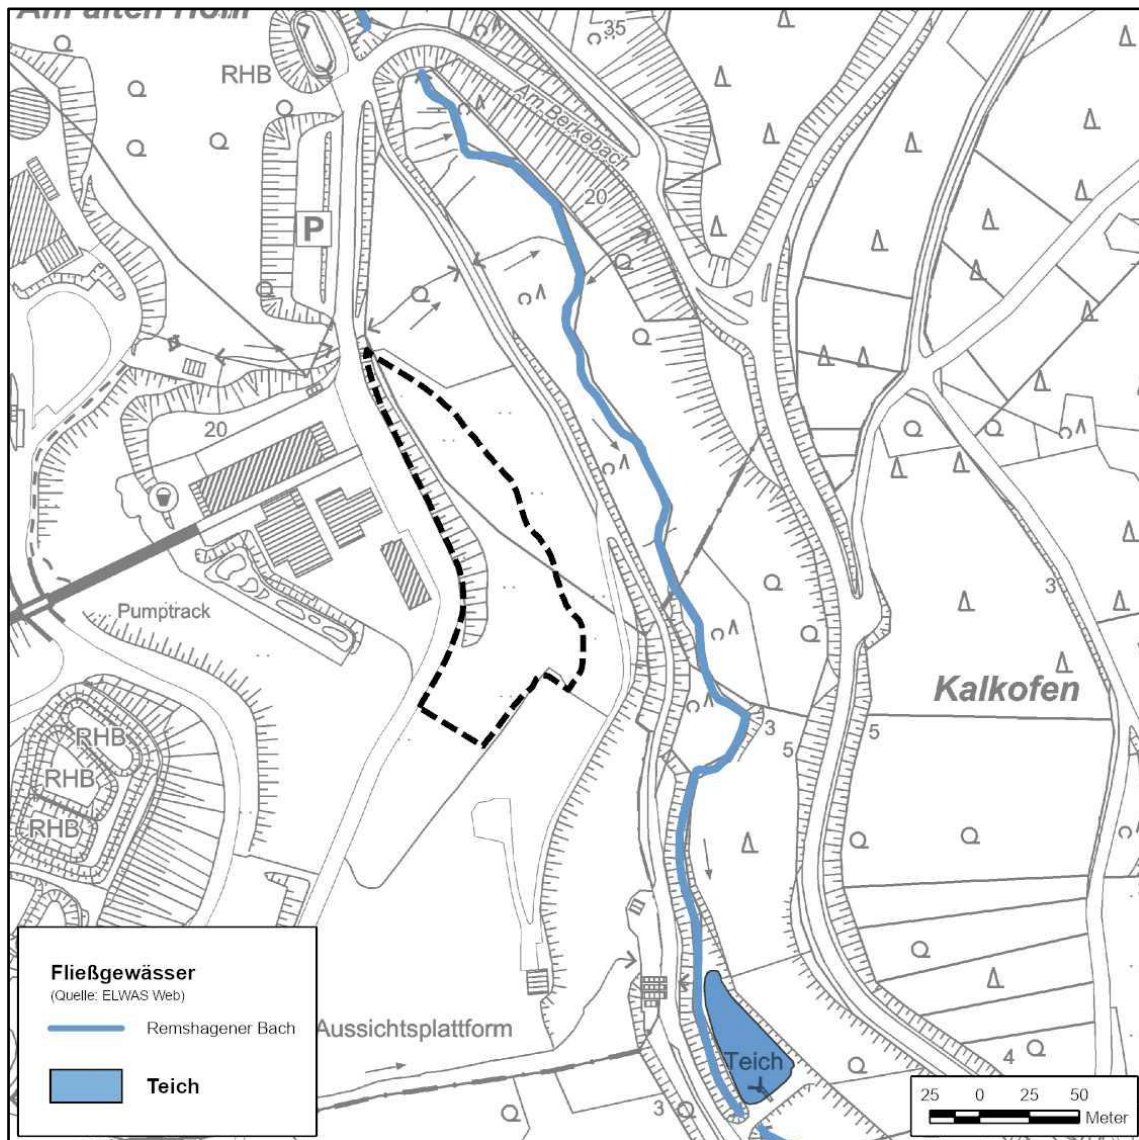 Am alten Holl
35
RHB
Am Berkebach
20
P
20
3
Pumptrack
Kalkofen
3
5
5
RHB
RHB
RHB
Fließgewässer
(Quelle: ELWAS Web)
Remshagener Bach
Teich
Aussichtsplattform
Teich
3
4
25 0 25 50
Meter